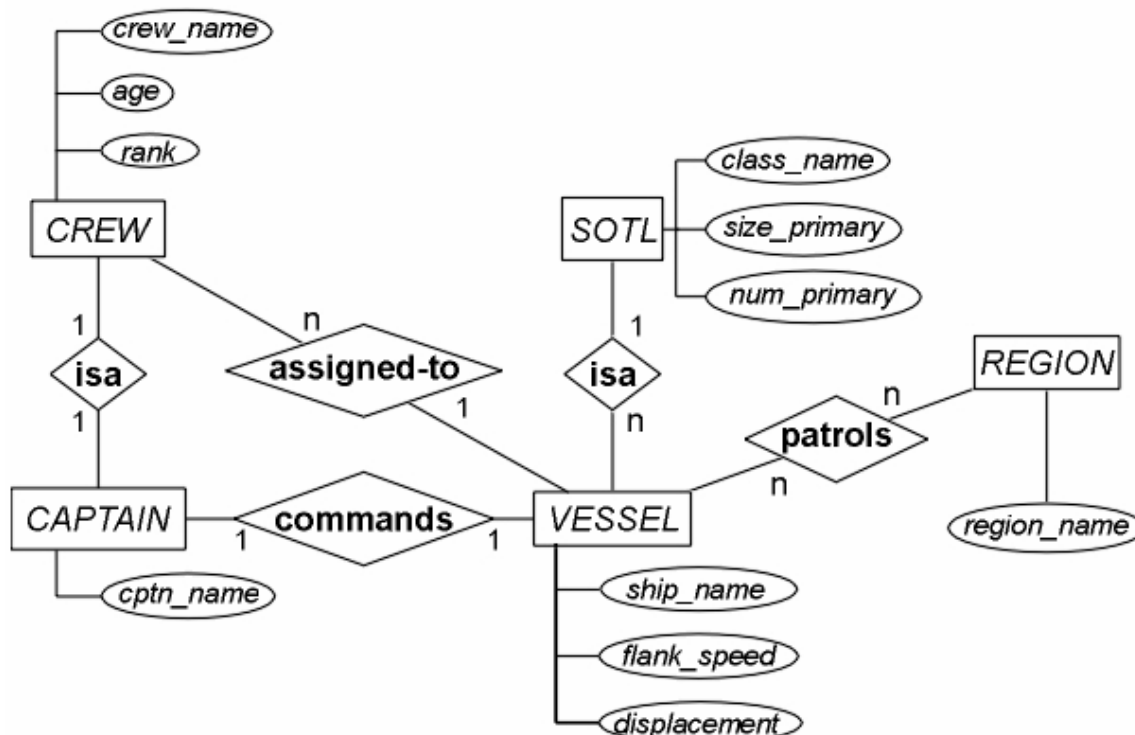 crew_name
age
rank
CREW
class_name
size_primary
num_primary
SOTL
1
isa
1
n
assigned-to
1
1
isa
n
REGION
n
patrols
n
region_name
CAPTAIN
1
commands
1
VESSEL
cptn_name
ship_name
flank_speed
displacement